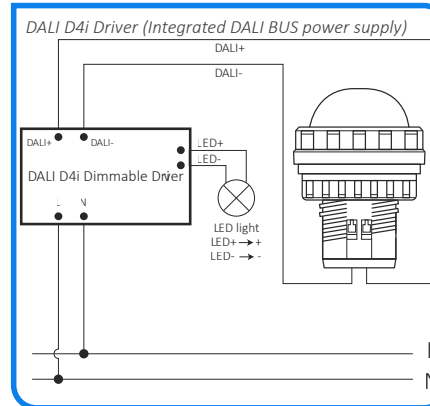 DALI D4i Driver (Integrated DALI BUS power supply)
DALI+
DALI-
DALI+
DALI-
LED+
LED-
DALI D4i Dimmable Driver
L
N
LED light
LED+ → +
LED- → -
N